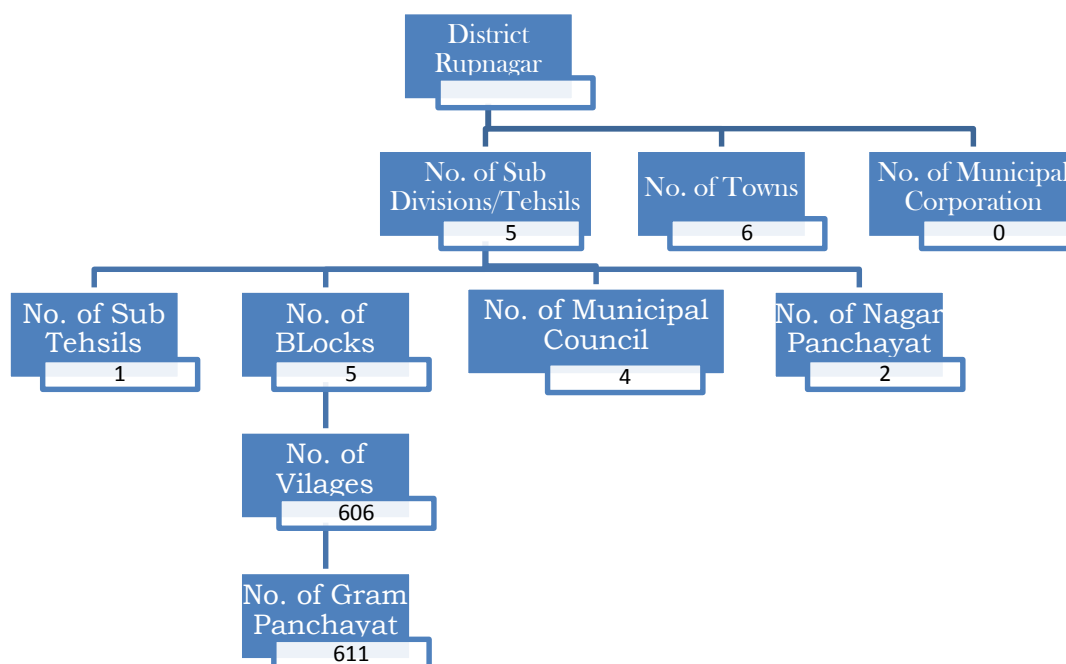 District
Rupnagar
No. of Sub
Divisions/Tehsils
5
No. of Towns
6
No. of Municipal
Corporation
0
No. of Sub
Tehsils
1
No. of
BLocks
5
No. of Municipal
Council
4
No. of Nagar
Panchayat
2
No. of
Vilages
606
No. of Gram
Panchayat
611